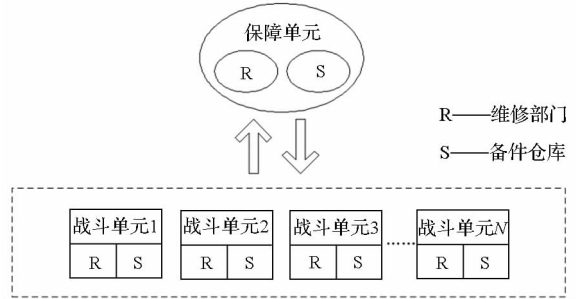 保障单元
R S
R——维修部门
S——备件仓库
战斗单元1 战斗单元2 战斗单元3 …… 战斗单元N
R S R S R S R S